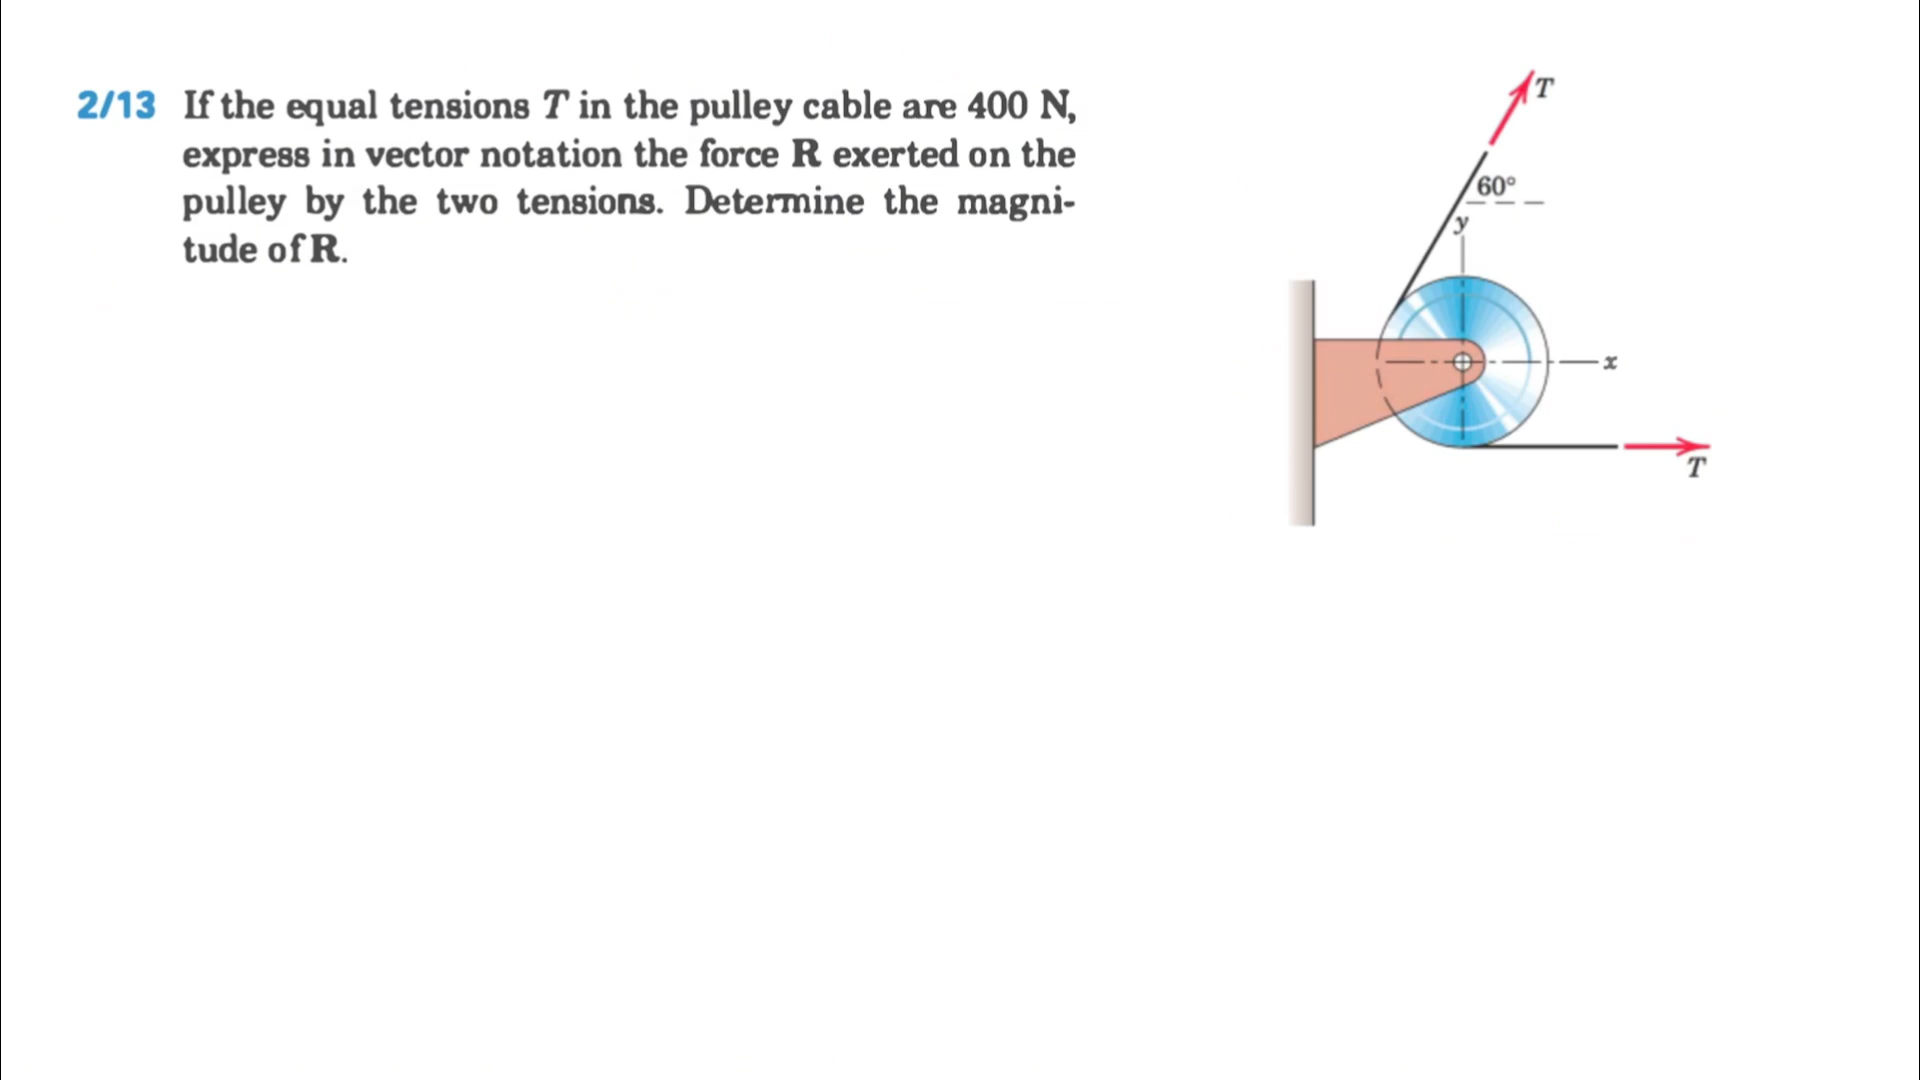 2/13 If the equal tensions T in the pulley cable are 400 N,
express in vector notation the force R exerted on the
pulley by the two tensions. Determine the magni-
tude of R.
T
60°
y
x
T